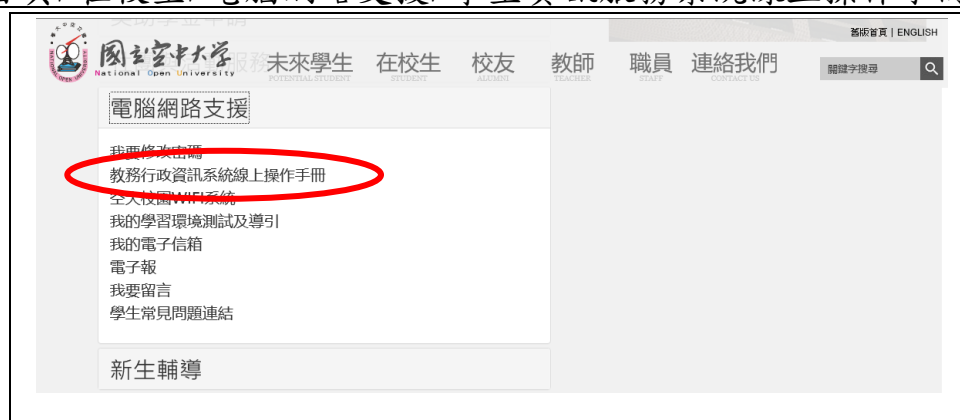 舊版首頁 | ENGLISH
國立空中大學
National Open University
未來學生 在校生 校友 教師 職員 連絡我們
POTENTIAL STUDENT STUDENT ALUMNI TEACHER STAFF CONTACT US
關鍵字搜尋
電腦網路支援
我要修改密碼
教務行政資訊系統線上操作手冊
空大校園WIFI系統
我的學習環境測試及導引
我的電子信箱
電子報
我要留言
學生常見問題連結
新生輔導